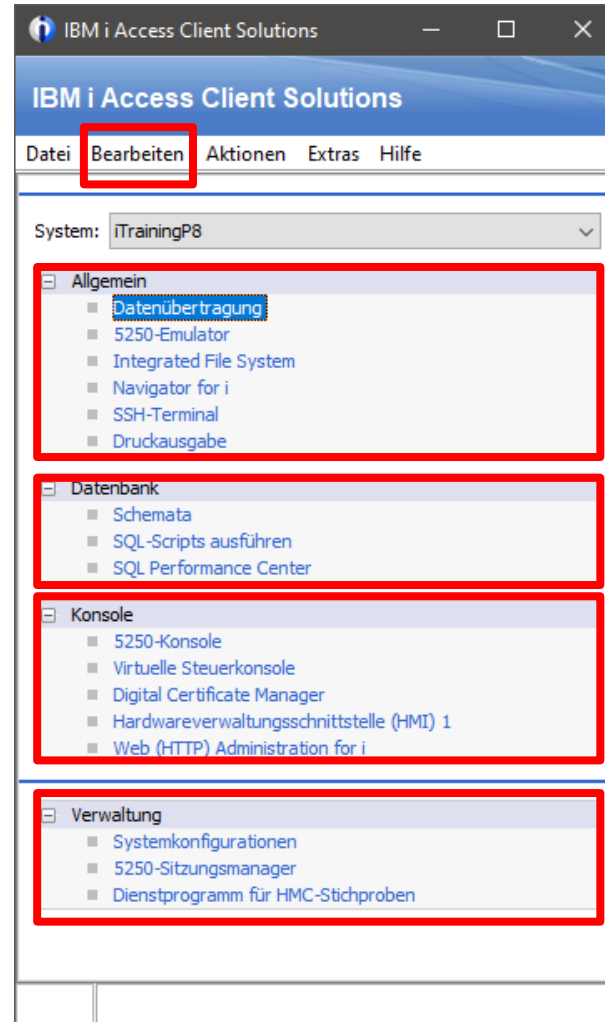 IBM i Access Client Solutions
IBM i Access Client Solutions
Datei Bearbeiten Aktionen Extras Hilfe
System: iTrainingP8
Allgemein
Datenübertragung
5250-Emulator
Integrated File System
Navigator for i
SSH-Terminal
Druckausgabe
Datenbank
Schemata
SQL-Scripts ausführen
SQL Performance Center
Konsole
5250-Konsole
Virtuelle Steuerkonsole
Digital Certificate Manager
Hardwareverwaltungsschnittstelle (HMI) 1
Web (HTTP) Administration for i
Verwaltung
Systemkonfigurationen
5250-Sitzungsmanager
Dienstprogramm für HMC-Stichproben